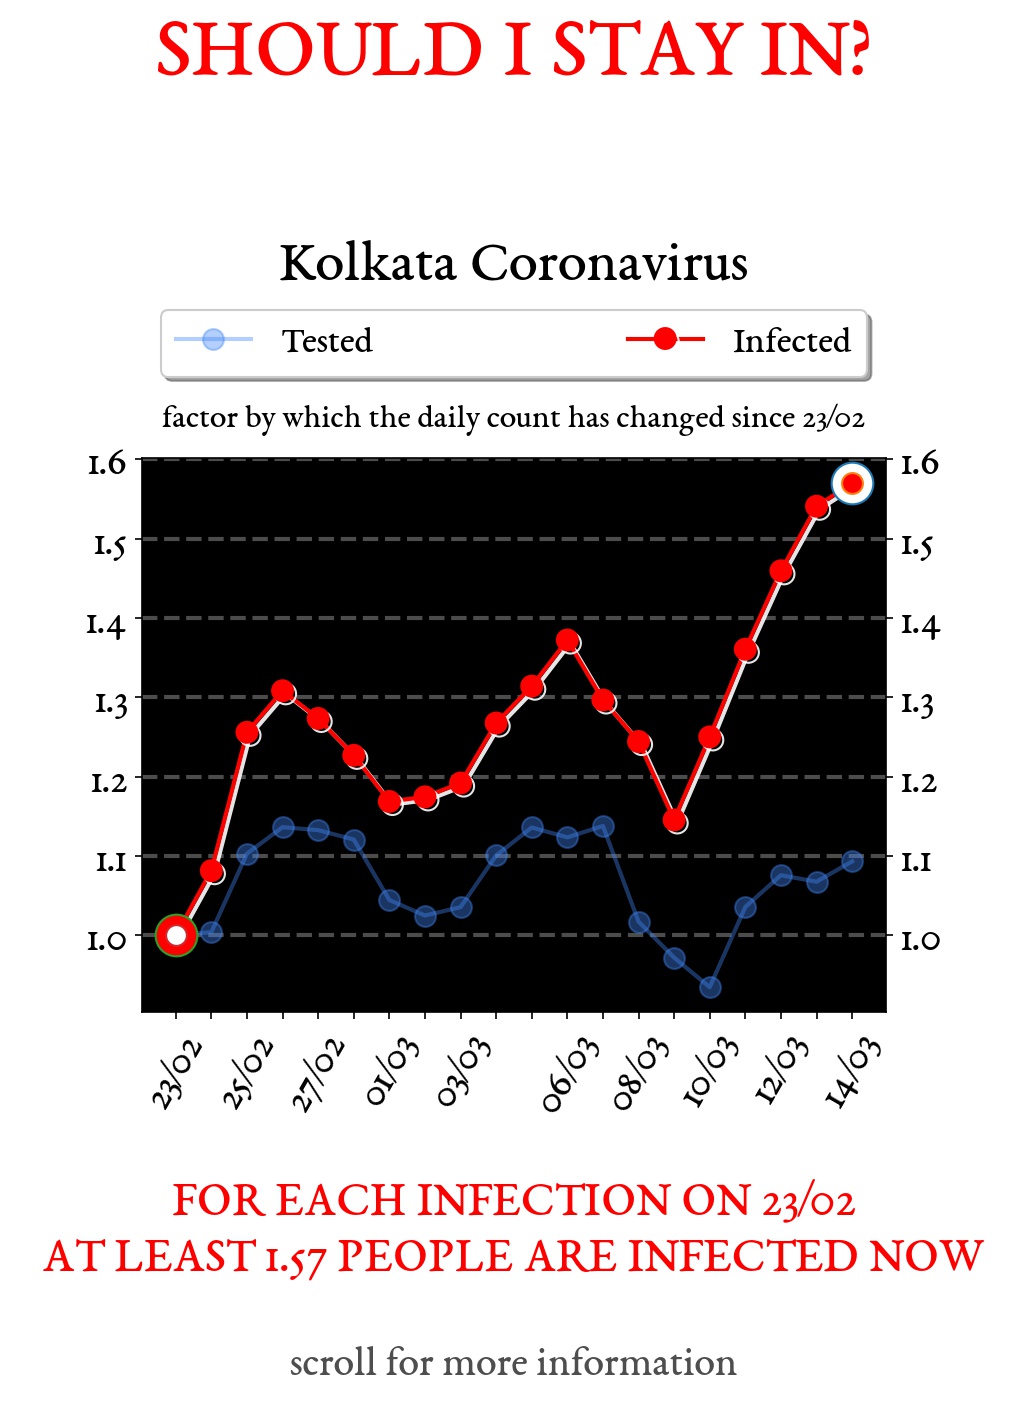 SHOULD I STAY IN?
Kolkata Coronavirus
Tested Infected
factor by which the daily count has changed since 23/02
1.6 1.6
1.5 1.5
1.4 1.4
1.3 1.3
1.2 1.2
1.1 1.1
1.0 1.0
23/02 25/02 27/02 01/03 03/03 06/03 08/03 10/03 12/03 14/03
FOR EACH INFECTION ON 23/02
AT LEAST 1.57 PEOPLE ARE INFECTED NOW
scroll for more information